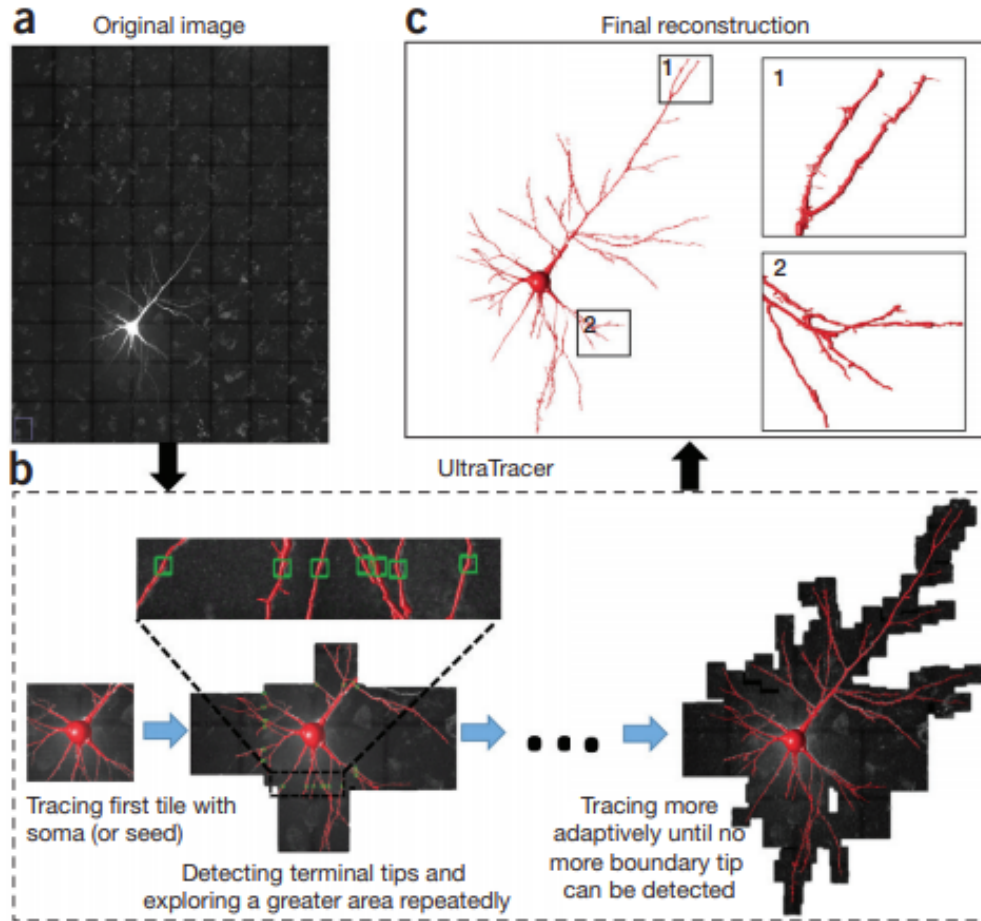 a
Original image
c
Final reconstruction
1
1
2
2
b
UltraTracer
Tracing first tile with
soma (or seed)
Detecting terminal tips and
exploring a greater area repeatedly
Tracing more
adaptively until no
more boundary tip
can be detected